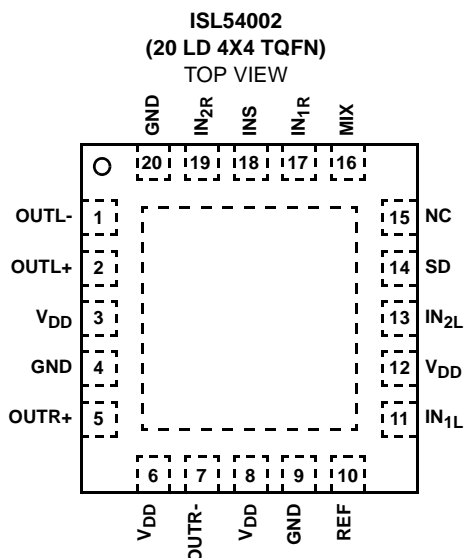 ISL54002
(20 LD 4X4 TQFN)
TOP VIEW
GND IN2R INS IN1R MIX
20 19 18 17 16
OUTL- 1 15 NC
OUTL+ 2 14 SD
VDD 3 13 IN2L
GND 4 12 VDD
OUTR+ 5 11 IN1L
6 7 8 9 10
VDD OUTR- VDD GND REF